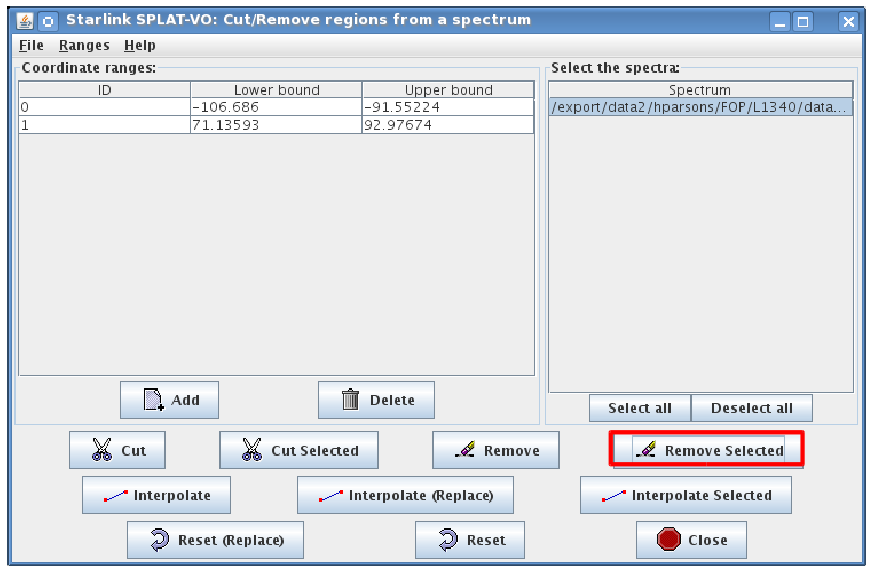 Starlink SPLAT-VO: Cut/Remove regions from a spectrum
File Ranges Help
Coordinate ranges:
ID Lower bound Upper bound
0 -106.686 -91.55224
1 71.13593 92.97674
Add Delete
Select the spectra:
Spectrum
/export/data2/hparsons/FOP/L1340/data...
Select all Deselect all
Cut Cut Selected Remove Remove Selected
Interpolate Interpolate (Replace) Interpolate Selected
Reset (Replace) Reset Close